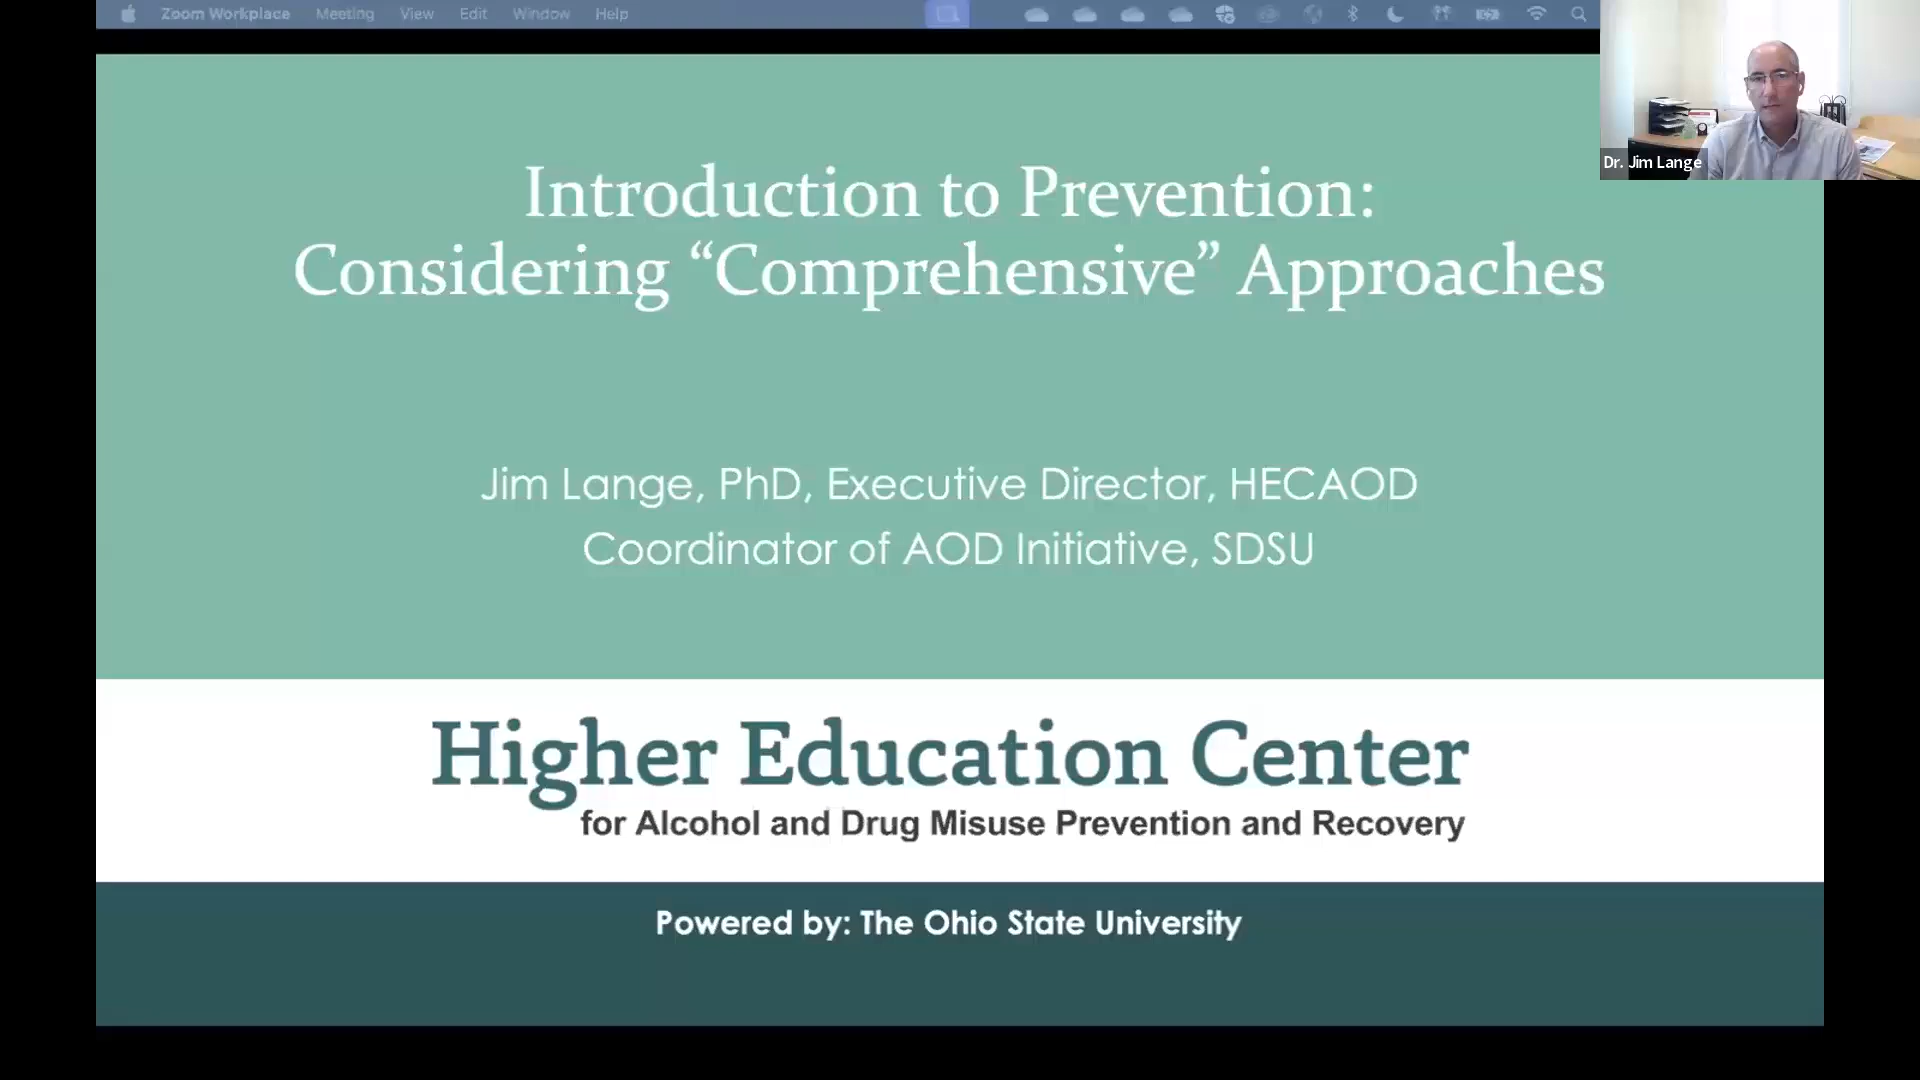 Zoom Workplace Meeting View Edit Window Help
Dr. Jim Lange
Introduction to Prevention:
Considering “Comprehensive” Approaches
Jim Lange, PhD, Executive Director, HECAOD
Coordinator of AOD Initiative, SDSU
Higher Education Center
for Alcohol and Drug Misuse Prevention and Recovery
Powered by: The Ohio State University